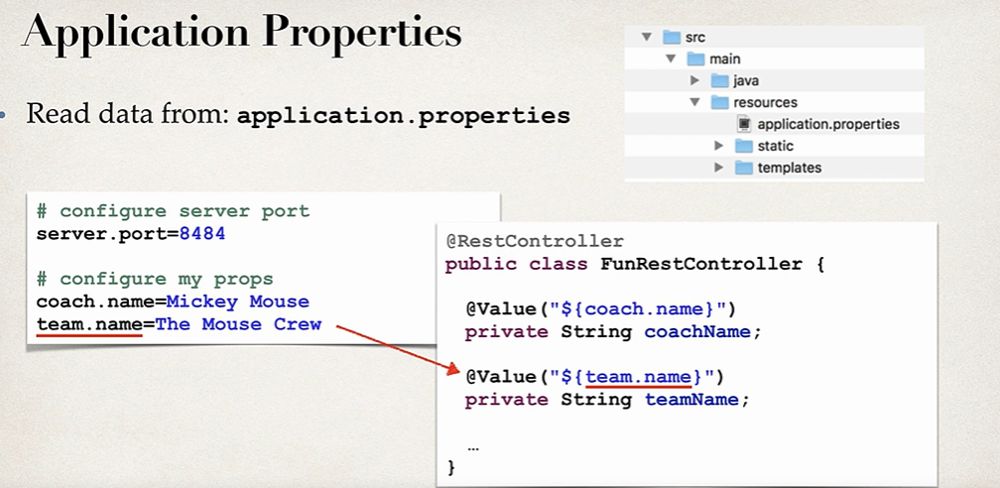 Application Properties
• Read data from: application.properties
src
main
java
resources
application.properties
static
templates
# configure server port
server.port=8484
# configure my props
coach.name=Mickey Mouse
team.name=The Mouse Crew
@RestController
public class FunRestController {
@Value("${coach.name}")
private String coachName;
@Value("${team.name}")
private String teamName;
…
}